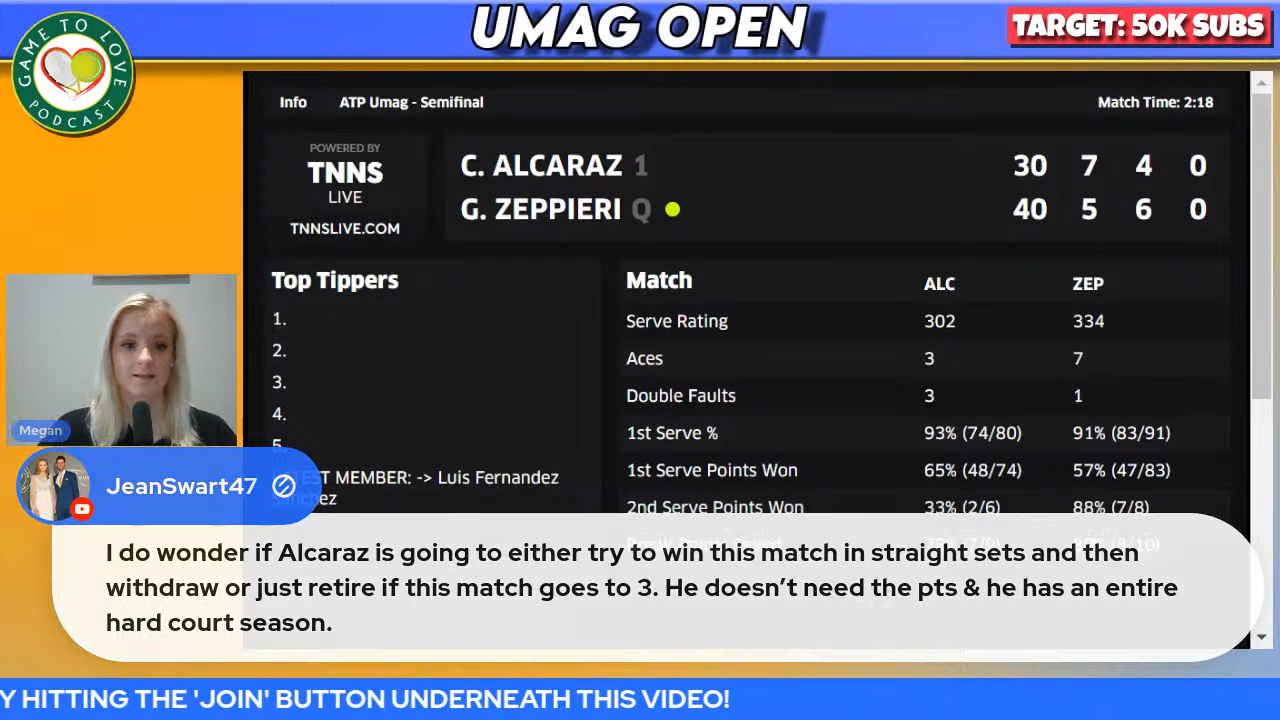 UMAG OPEN
TARGET: 50K SUBS
GAME TO LOVE
PODCAST
Info ATP Umag - Semifinal Match Time: 2:18
POWERED BY
TNNS
LIVE
TNNSLIVE.COM
C. ALCARAZ 1 30 7 4 0
G. ZEPPIERI Q 40 5 6 0
Top Tippers
1.
2.
3.
4.
5.
Match ALC ZEP
Serve Rating 302 334
Aces 3 7
Double Faults 3 1
1st Serve % 93% (74/80) 91% (83/91)
1st Serve Points Won 65% (48/74) 57% (47/83)
2nd Serve Points Won 33% (2/6) 88% (7/8)
MEMBER: -> Luis Fernandez
Megan
JeanSwart47
I do wonder if Alcaraz is going to either try to win this match in straight sets and then
withdraw or just retire if this match goes to 3. He doesn’t need the pts & he has an entire
hard court season.
Y HITTING THE 'JOIN' BUTTON UNDERNEATH THIS VIDEO!